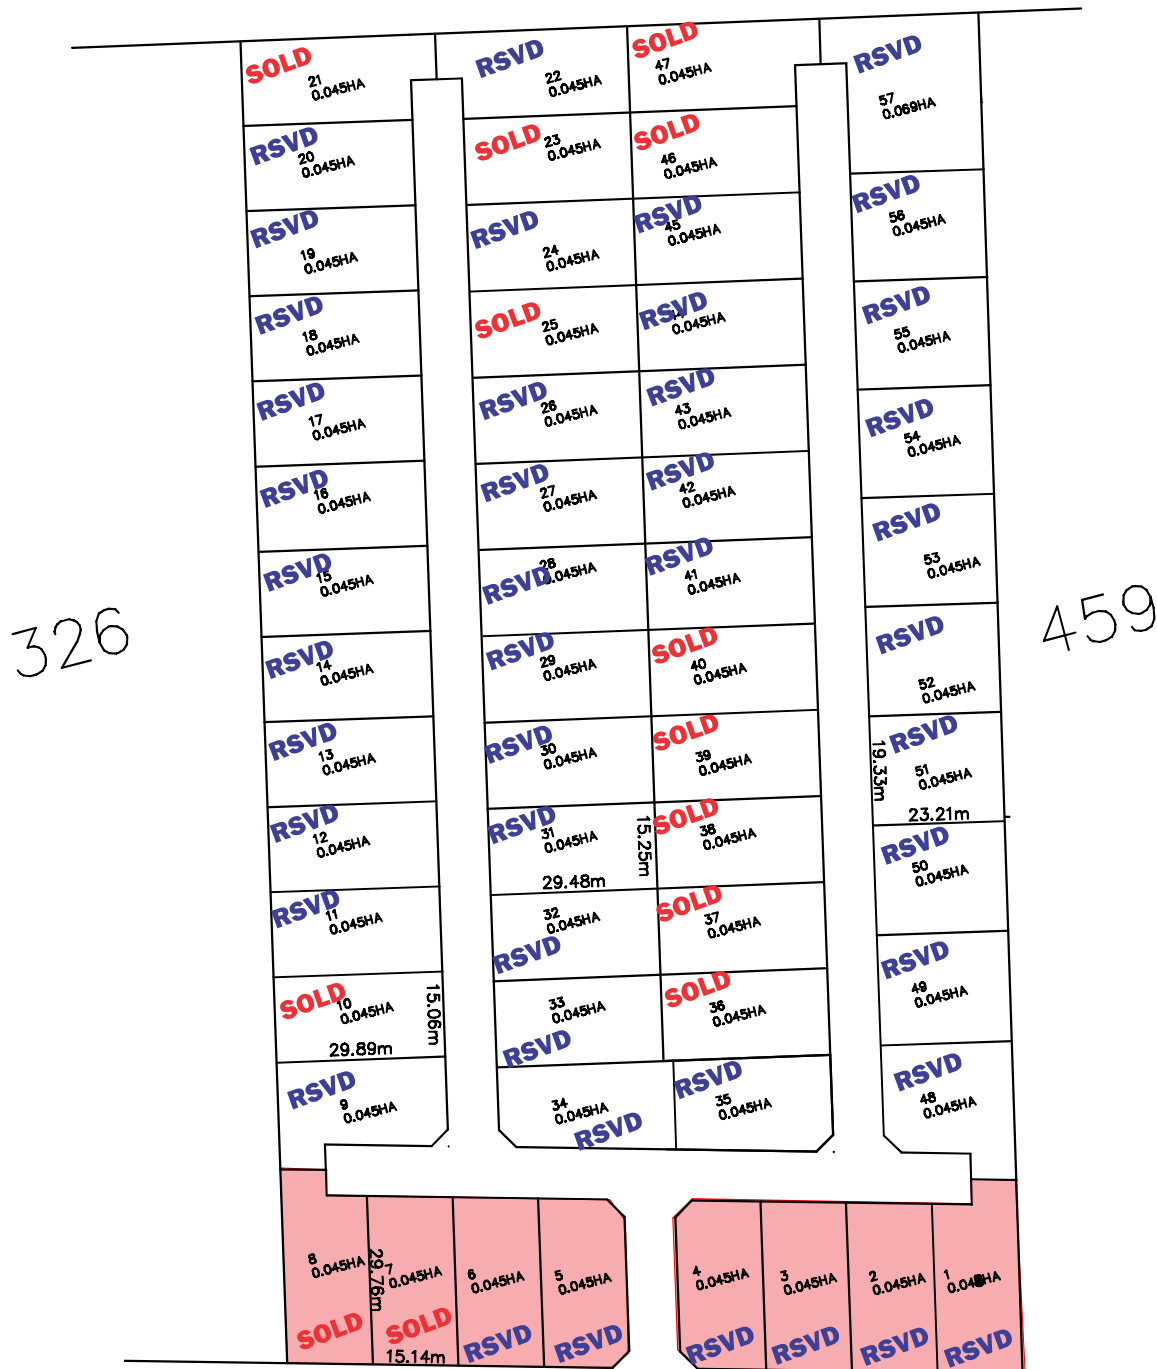 SOLD
21
0.045HA
RSVD
22
0.045HA
SOLD
47
0.045HA
RSVD
57
0.069HA
RSVD
20
0.045HA
SOLD
23
0.045HA
SOLD
46
0.045HA
RSVD
56
0.045HA
RSVD
19
0.045HA
RSVD
24
0.045HA
RSVD
45
0.045HA
RSVD
18
0.045HA
SOLD
25
0.045HA
RSVD
0.045HA
RSVD
55
0.045HA
RSVD
17
0.045HA
RSVD
26
0.045HA
RSVD
43
0.045HA
RSVD
54
0.045HA
RSVD
16
0.045HA
RSVD
27
0.045HA
RSVD
42
0.045HA
RSVD
53
0.045HA
RSVD
15
0.045HA
RSVD
28
0.045HA
RSVD
41
0.045HA
326
459
RSVD
14
0.045HA
RSVD
29
0.045HA
SOLD
40
0.045HA
RSVD
52
0.045HA
RSVD
13
0.045HA
RSVD
30
0.045HA
SOLD
39
0.045HA
RSVD
51
0.045HA
19.33m
23.21m
RSVD
12
0.045HA
RSVD
31
0.045HA
15.25m
29.48m
SOLD
38
0.045HA
RSVD
50
0.045HA
RSVD
11
0.045HA
32
0.045HA
RSVD
SOLD
37
0.045HA
RSVD
49
0.045HA
SOLD
10
0.045HA
15.06m
29.89m
33
0.045HA
RSVD
SOLD
36
0.045HA
RSVD
48
0.045HA
RSVD
9
0.045HA
34
0.045HA
RSVD
RSVD
35
0.045HA
8
0.045HA
SOLD
29.76m
7
0.045HA
SOLD
15.14m
6
0.045HA
RSVD
5
0.045HA
RSVD
4
0.045HA
RSVD
3
0.045HA
RSVD
2
0.045HA
RSVD
1
RSVD